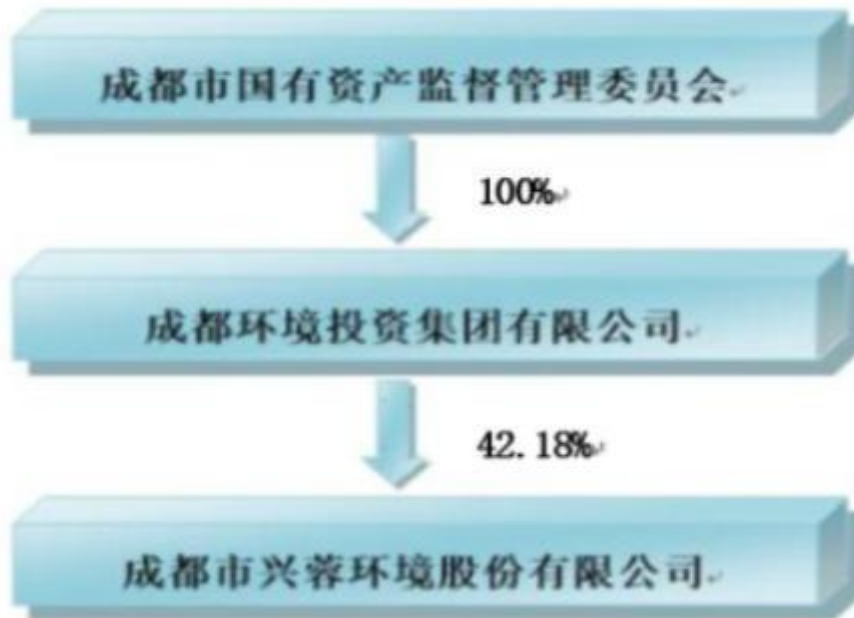 成都市国有资产监督管理委员会
100%
成都环境投资集团有限公司
42.18%
成都市兴蓉环境股份有限公司